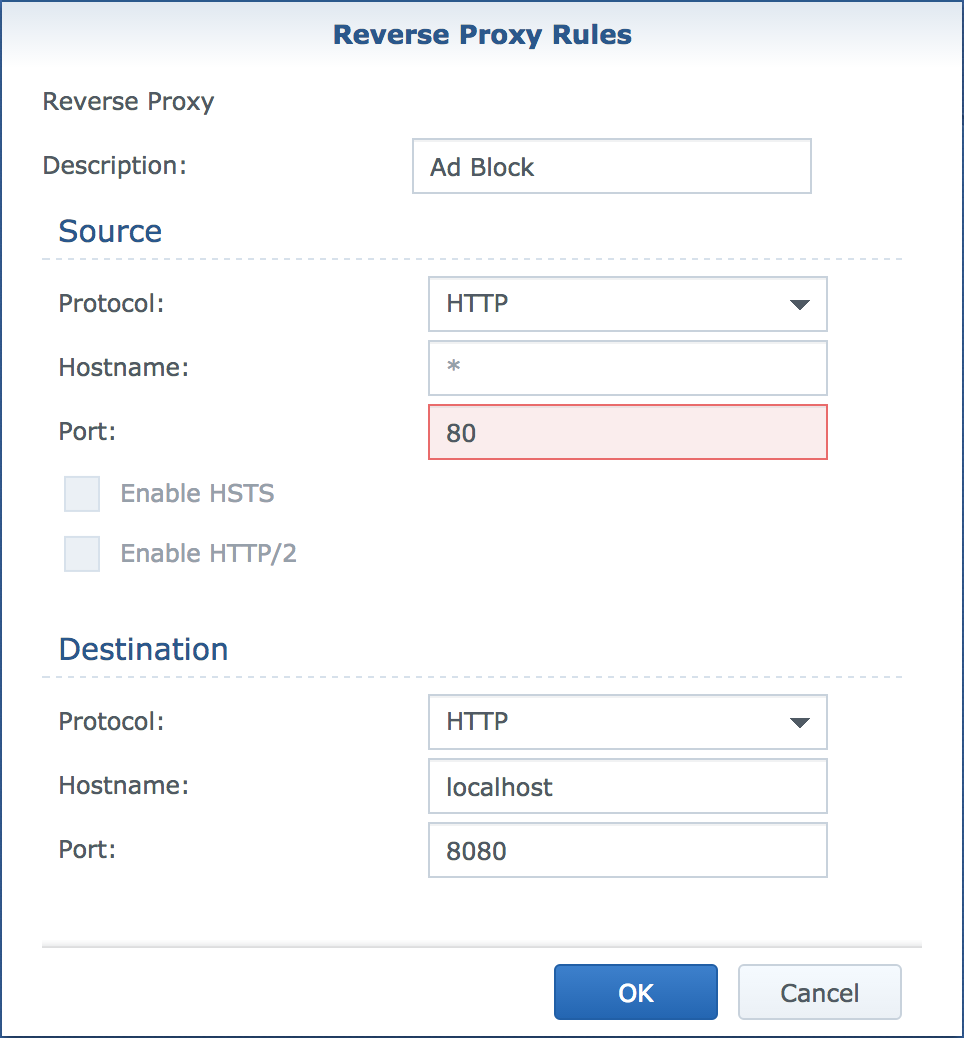 Reverse Proxy Rules
Reverse Proxy
Description: Ad Block
Source
Protocol: HTTP
Hostname: *
Port: 80
Enable HSTS
Enable HTTP/2
Destination
Protocol: HTTP
Hostname: localhost
Port: 8080
OK Cancel